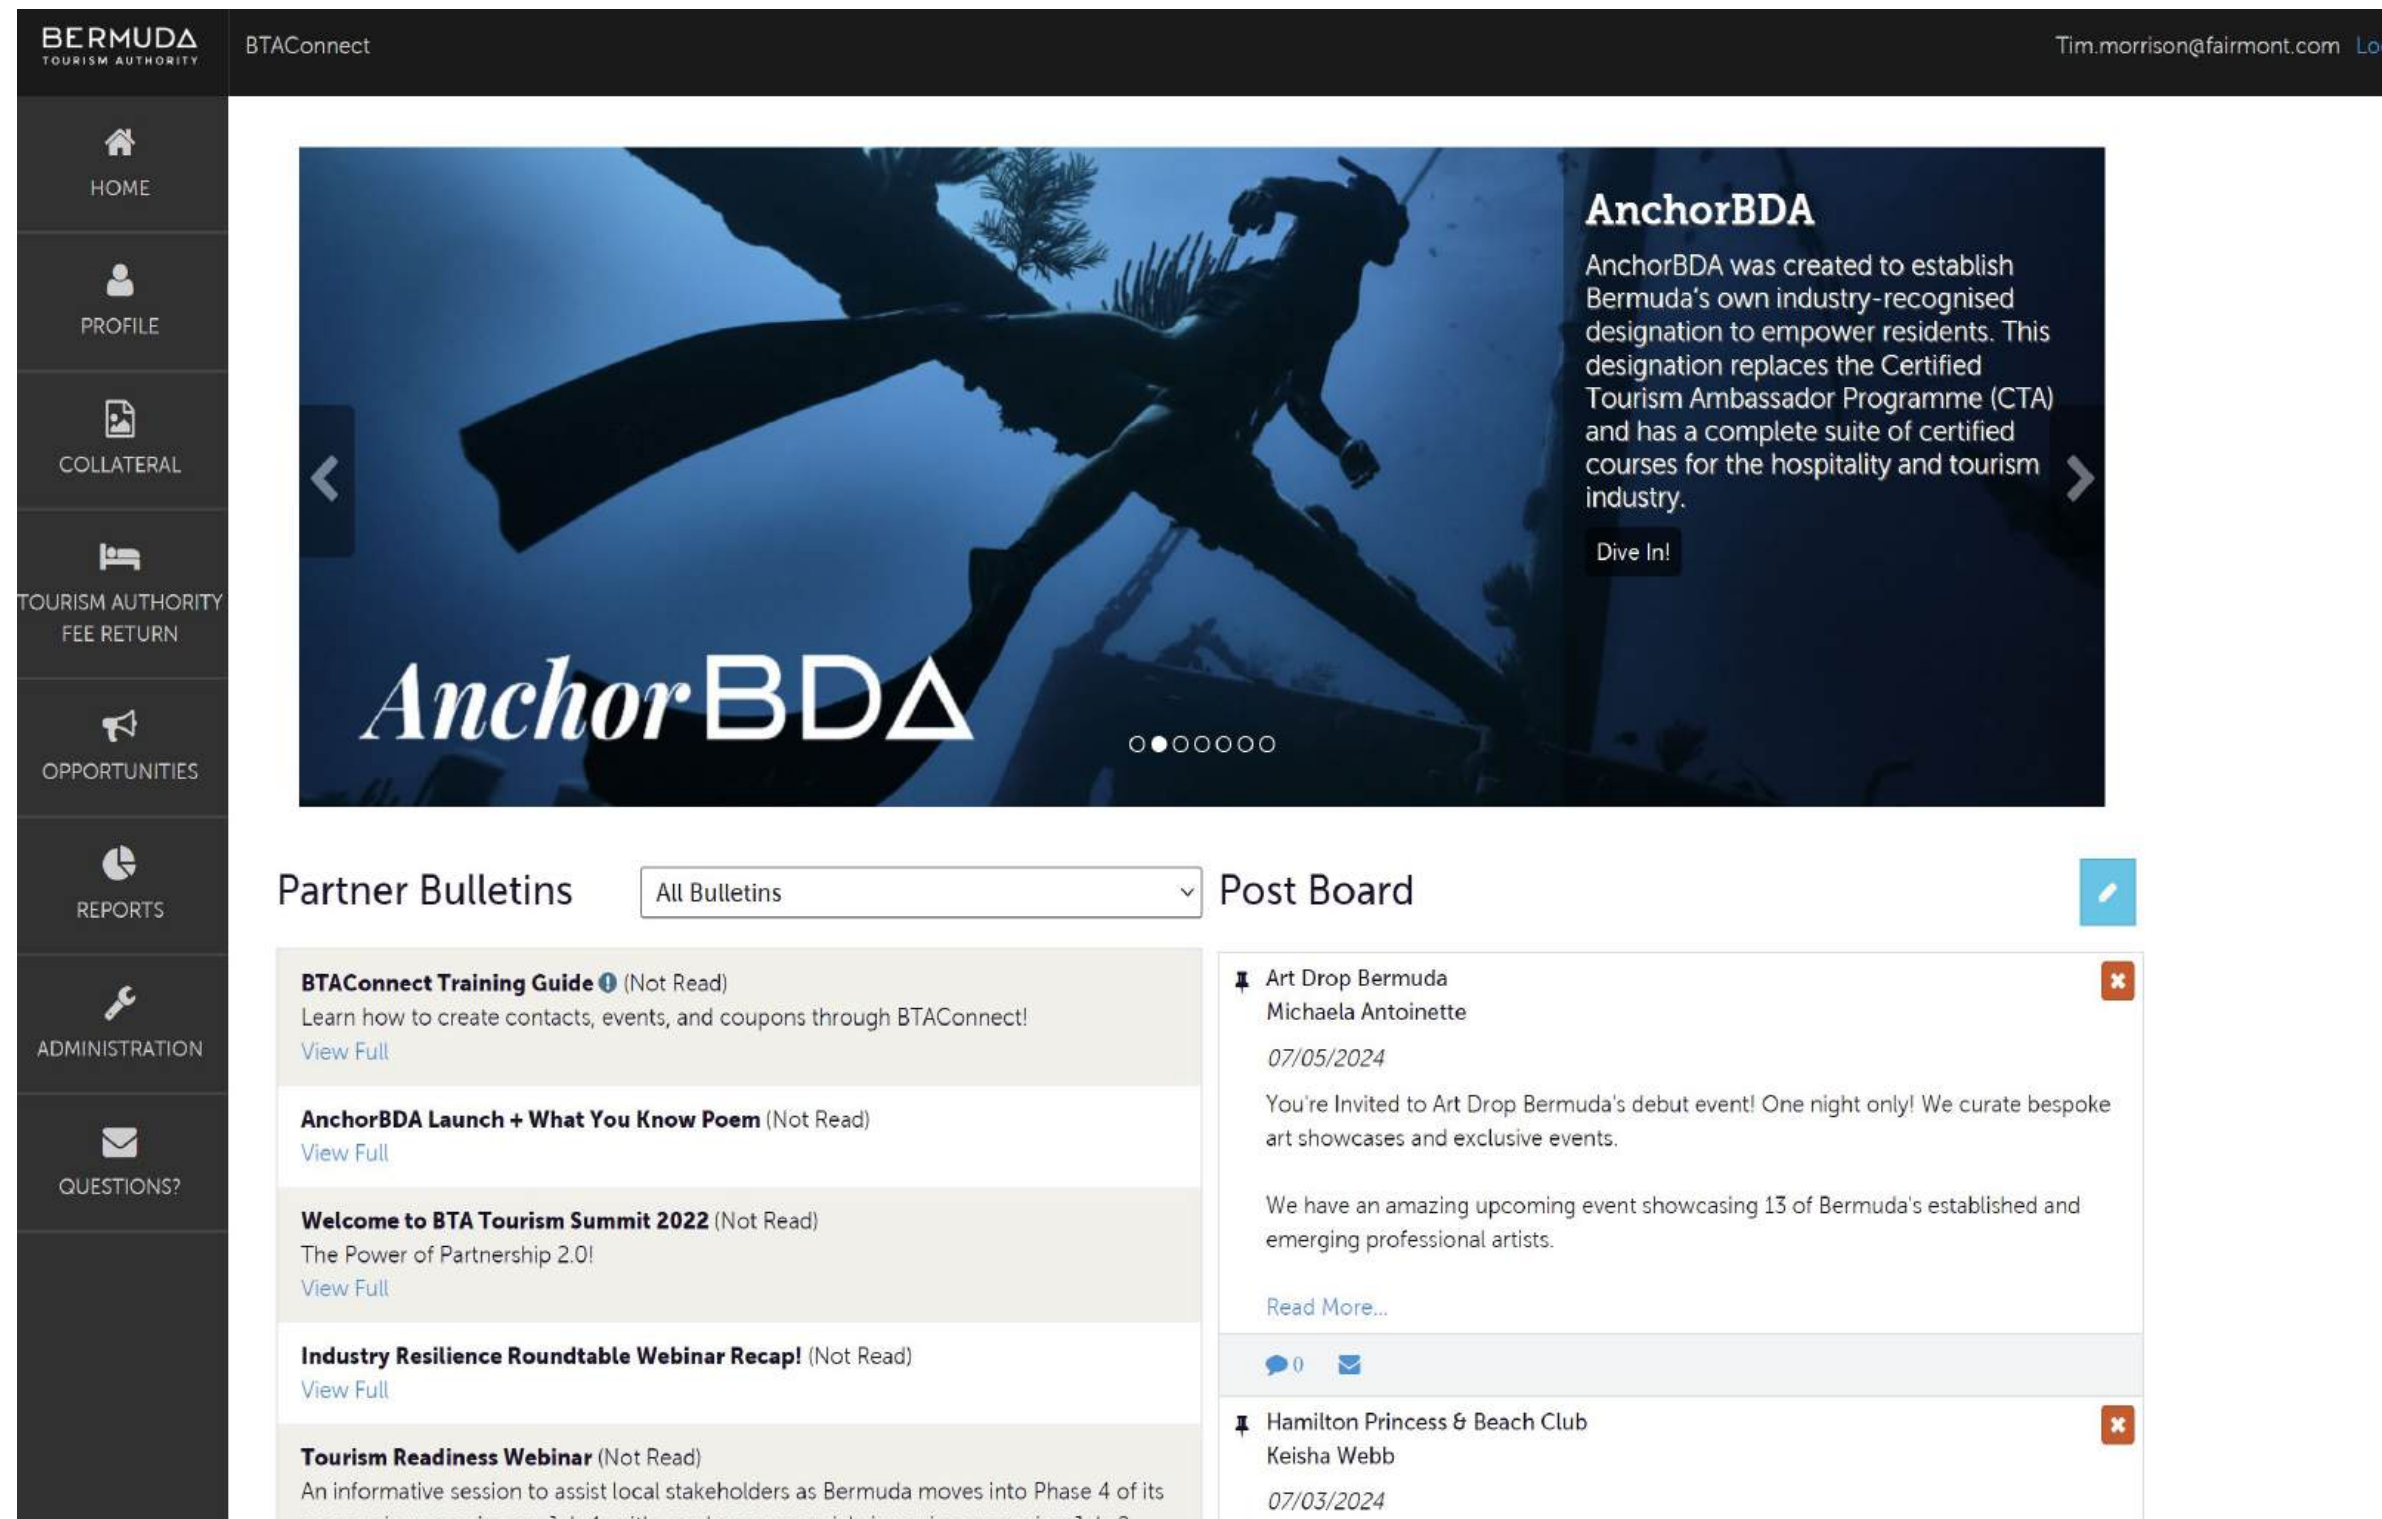 BERMUDA
TOURISM AUTHORITY
BTAConnect
Tim.morrison@fairmont.com
HOME
PROFILE
COLLATERAL
TOURISM AUTHORITY
FEE RETURN
OPPORTUNITIES
REPORTS
ADMINISTRATION
QUESTIONS?
AnchorBDA
AnchorBDA was created to establish
Bermuda's own industry-recognised
designation to empower residents. This
designation replaces the Certified
Tourism Ambassador Programme (CTA)
and has a complete suite of certified
courses for the hospitality and tourism
industry.
Dive In!
AnchorBDA
Partner Bulletins
All Bulletins
BTAConnect Training Guide (Not Read)
Learn how to create contacts, events, and coupons through BTAConnect!
View Full
AnchorBDA Launch + What You Know Poem (Not Read)
View Full
Welcome to BTA Tourism Summit 2022 (Not Read)
The Power of Partnership 2.0!
View Full
Industry Resilience Roundtable Webinar Recap! (Not Read)
View Full
Tourism Readiness Webinar (Not Read)
An informative session to assist local stakeholders as Bermuda moves into Phase 4 of its
Post Board
Art Drop Bermuda
Michaela Antoinette
07/05/2024
You're Invited to Art Drop Bermuda's debut event! One night only! We curate bespoke
art showcases and exclusive events.
We have an amazing upcoming event showcasing 13 of Bermuda's established and
emerging professional artists.
Read More...
0
Hamilton Princess & Beach Club
Keisha Webb
07/03/2024